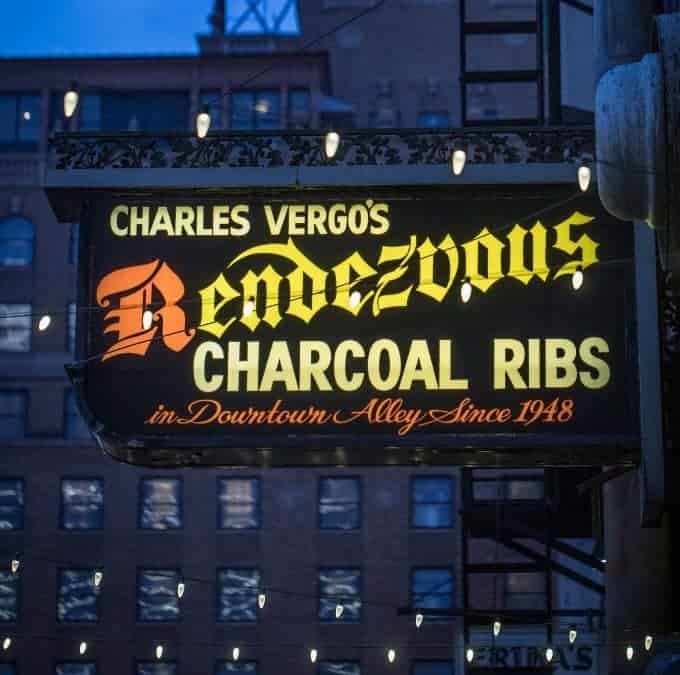 CHARLES VERGO'S
Rendezvous
CHARCOAL RIBS
in Downtown Alley Since 1948